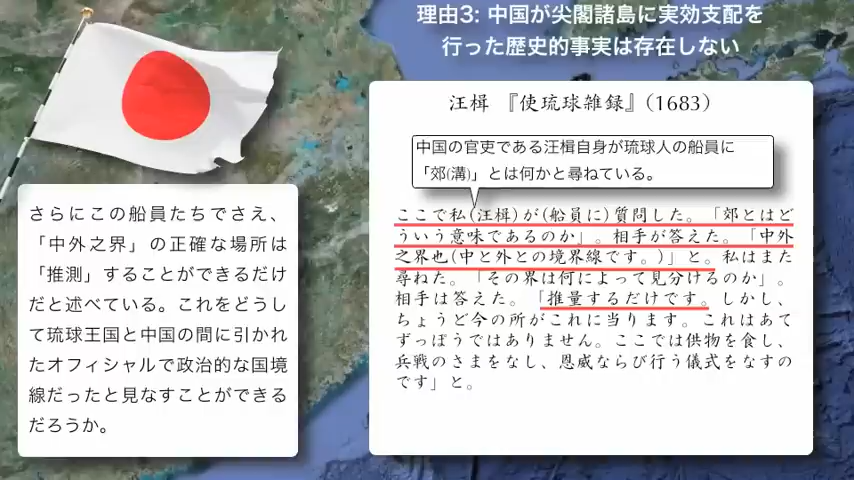 理由3: 中国が尖閣諸島に実効支配を
行った歴史的事実は存在しない
汪楫 『使琉球雑録』(1683)
中国の官吏である汪楫自身が琉球人の船員に
「郊(溝)」とは何かと尋ねている。
ここで私(汪楫)が(船員に)質問した。「郊とはど
ういう意味であるのか」。相手が答えた。「中外
之界也(中と外との境界線です。)」と。私はまた
尋ねた。「その界は何によって見分けるのか」。
相手は答えた。「推量するだけです。しかし、
ちょうど今の所がこれに当ります。これはあて
ずっぽうではありません。ここでは供物を食し、
兵戦のさまをなし、恩威ならび行う儀式をなすの
です」と。
さらにこの船員たちでさえ、
「中外之界」の正確な場所は
「推測」することができるだけ
だと述べている。これをどうし
て琉球王国と中国の間に引かれ
たオフィシャルで政治的な国境
線だったと見なすことができる
だろうか。